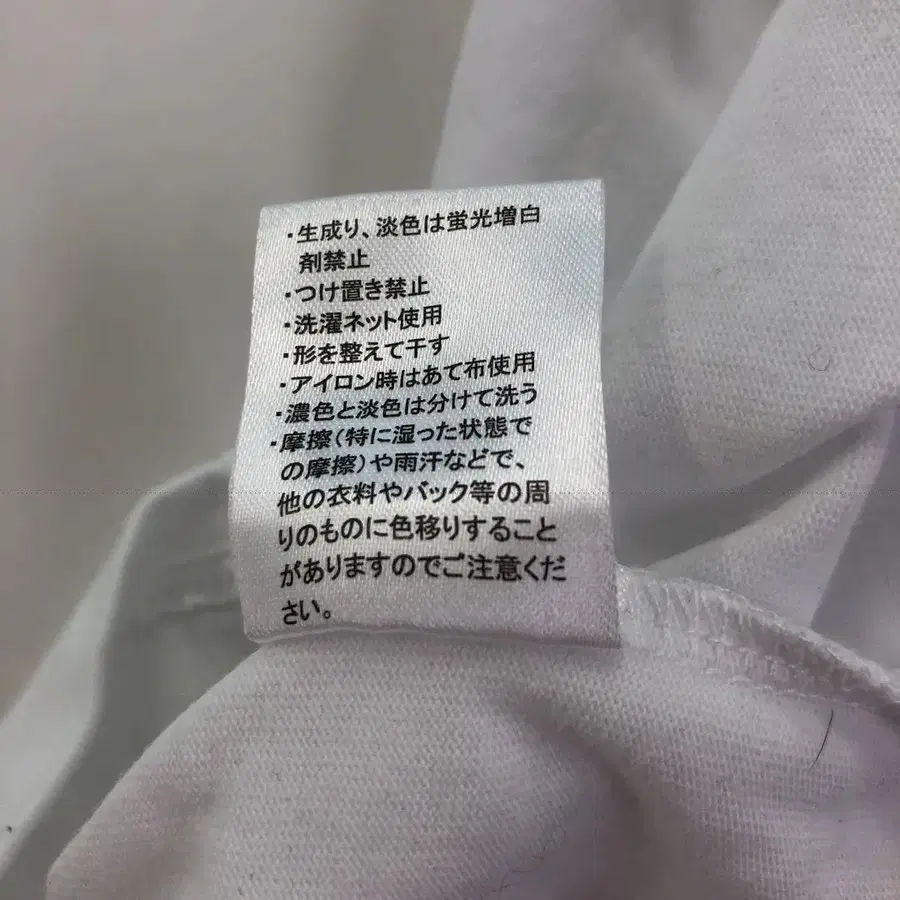 ・生成り、淡色は蛍光増白
剤禁止
・つけ置き禁止
・洗濯ネット使用
・形を整えて干す
・アイロン時はあて布使用
・濃色と淡色は分けて洗う
・摩擦(特に湿った状態で
の摩擦)や雨汗などで、
他の衣料やバック等の周
りのものに色移りすること
がありますのでご注意くだ
さい。